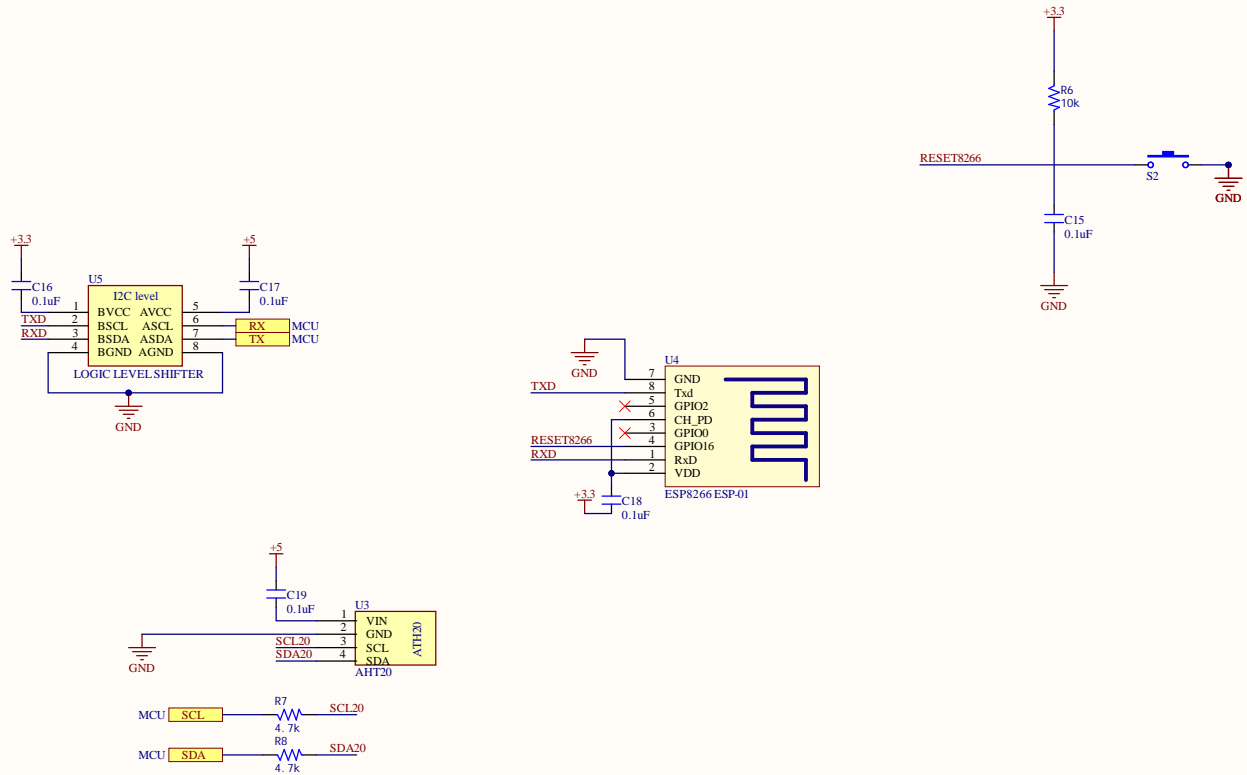 +3.3
R6
10k
RESET8266
S2
GND
C15
0.1uF
GND
+3.3
+5
C16
0.1uF
U5
C17
0.1uF
I2C level
1 BVCC AVCC 5
TXD 2 BSCL ASCL 6 RX MCU
RXD 3 BSDA ASDA 7 TX MCU
4 BGND AGND 8
LOGIC LEVEL SHIFTER
GND
GND
U4
7 GND
TXD 8 Txd
5 GPIO2
6 CH_PD
3 GPIO0
RESET8266 4 GPIO16
RXD 1 RxD
2 VDD
+3.3
C18
0.1uF
ESP8266 ESP-01
+5
C19
0.1uF
U3
1 VIN
2 GND
SCL20 3 SCL
SDA20 4 SDA
ATH20
AHT20
GND
MCU SCL R7 SCL20
4.7k
MCU SDA R8 SDA20
4.7k